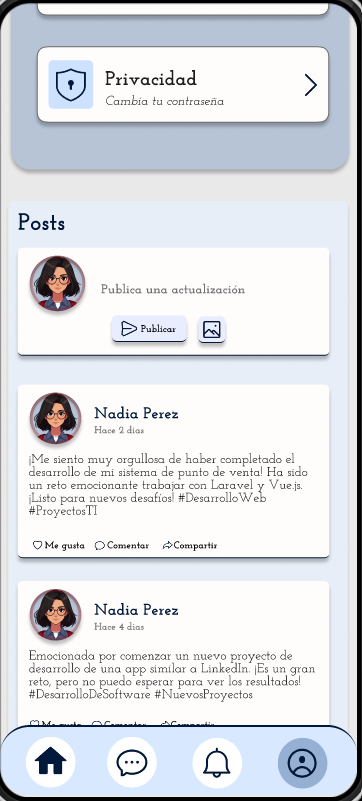 Privacidad
Cambia tu contraseña
Posts
Publica una actualización
Publicar
Nadia Perez
Hace 2 dias
¡Me siento muy orgullosa de haber completado el
desarrollo de mi sistema de punto de venta! Ha sido
un reto emocionante trabajar con Laravel y Vue.js.
¡Listo para nuevos desafíos! #DesarrolloWeb
#ProyectosTI
Me gusta Comentar Compartir
Nadia Perez
Hace 4 dias
Emocionada por comenzar un nuevo proyecto de
desarrollo de una app similar a LinkedIn. ¡Es un gran
reto, pero no puedo esperar para ver los resultados!
#DesarrolloDeSoftware #NuevosProyectos
Me gusta Comentar Compartir